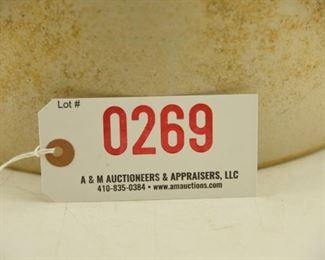 Lot #
0269
A & M AUCTIONEERS & APPRAISERS, LLC
410-835-0384 • www.amauctions.com